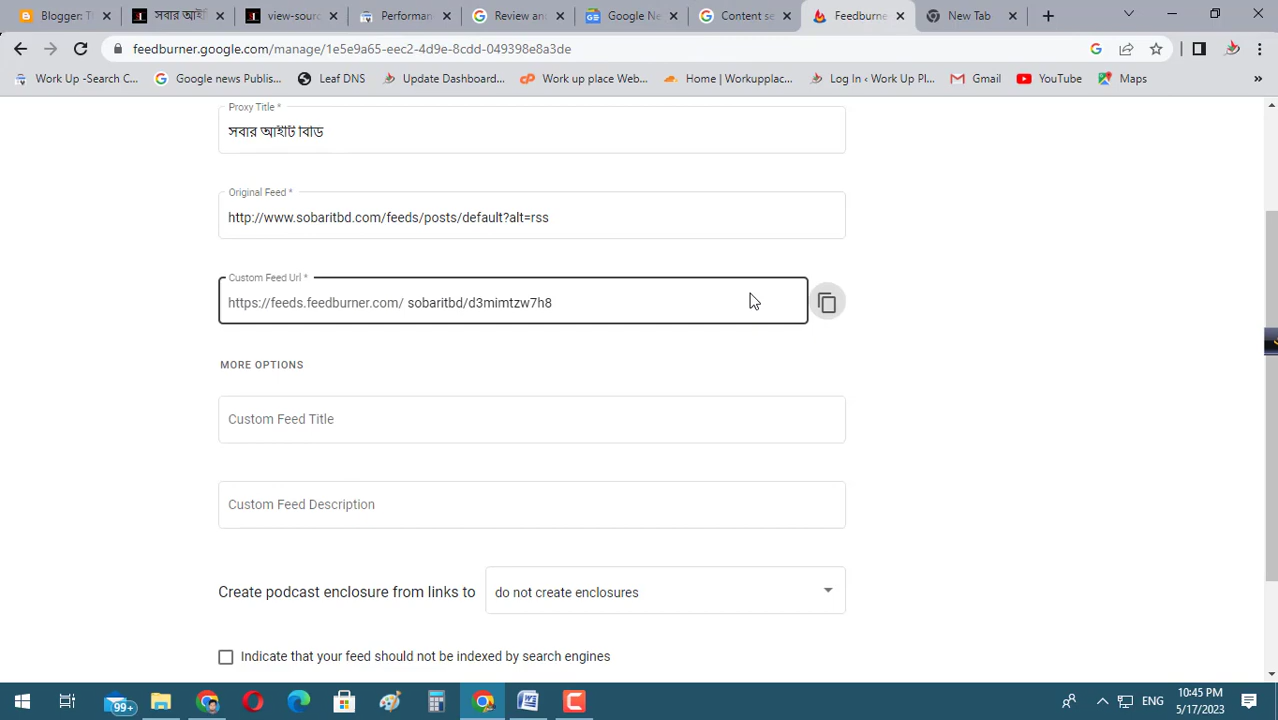 Blogger: T
সবার আইf
view-sourc
Performan
Review an
Google Ne
Content se
Feedburne
New Tab
feedburner.google.com/manage/1e5e9a65-eec2-4d9e-8cdd-049398e8a3de
Work Up -Search C...
Google news Publis...
Leaf DNS
Update Dashboard...
Work up place Web...
Home | Workupplac...
Log In ‹ Work Up Pl...
Gmail
YouTube
Maps
»
Proxy Title *
সবার আইটি বিডি
Original Feed *
http://www.sobaritbd.com/feeds/posts/default?alt=rss
Custom Feed Url *
https://feeds.feedburner.com/ sobaritbd/d3mimtzw7h8
MORE OPTIONS
Custom Feed Title
Custom Feed Description
Create podcast enclosure from links to
do not create enclosures
Indicate that your feed should not be indexed by search engines
99+
ENG
10:45 PM
5/17/2023